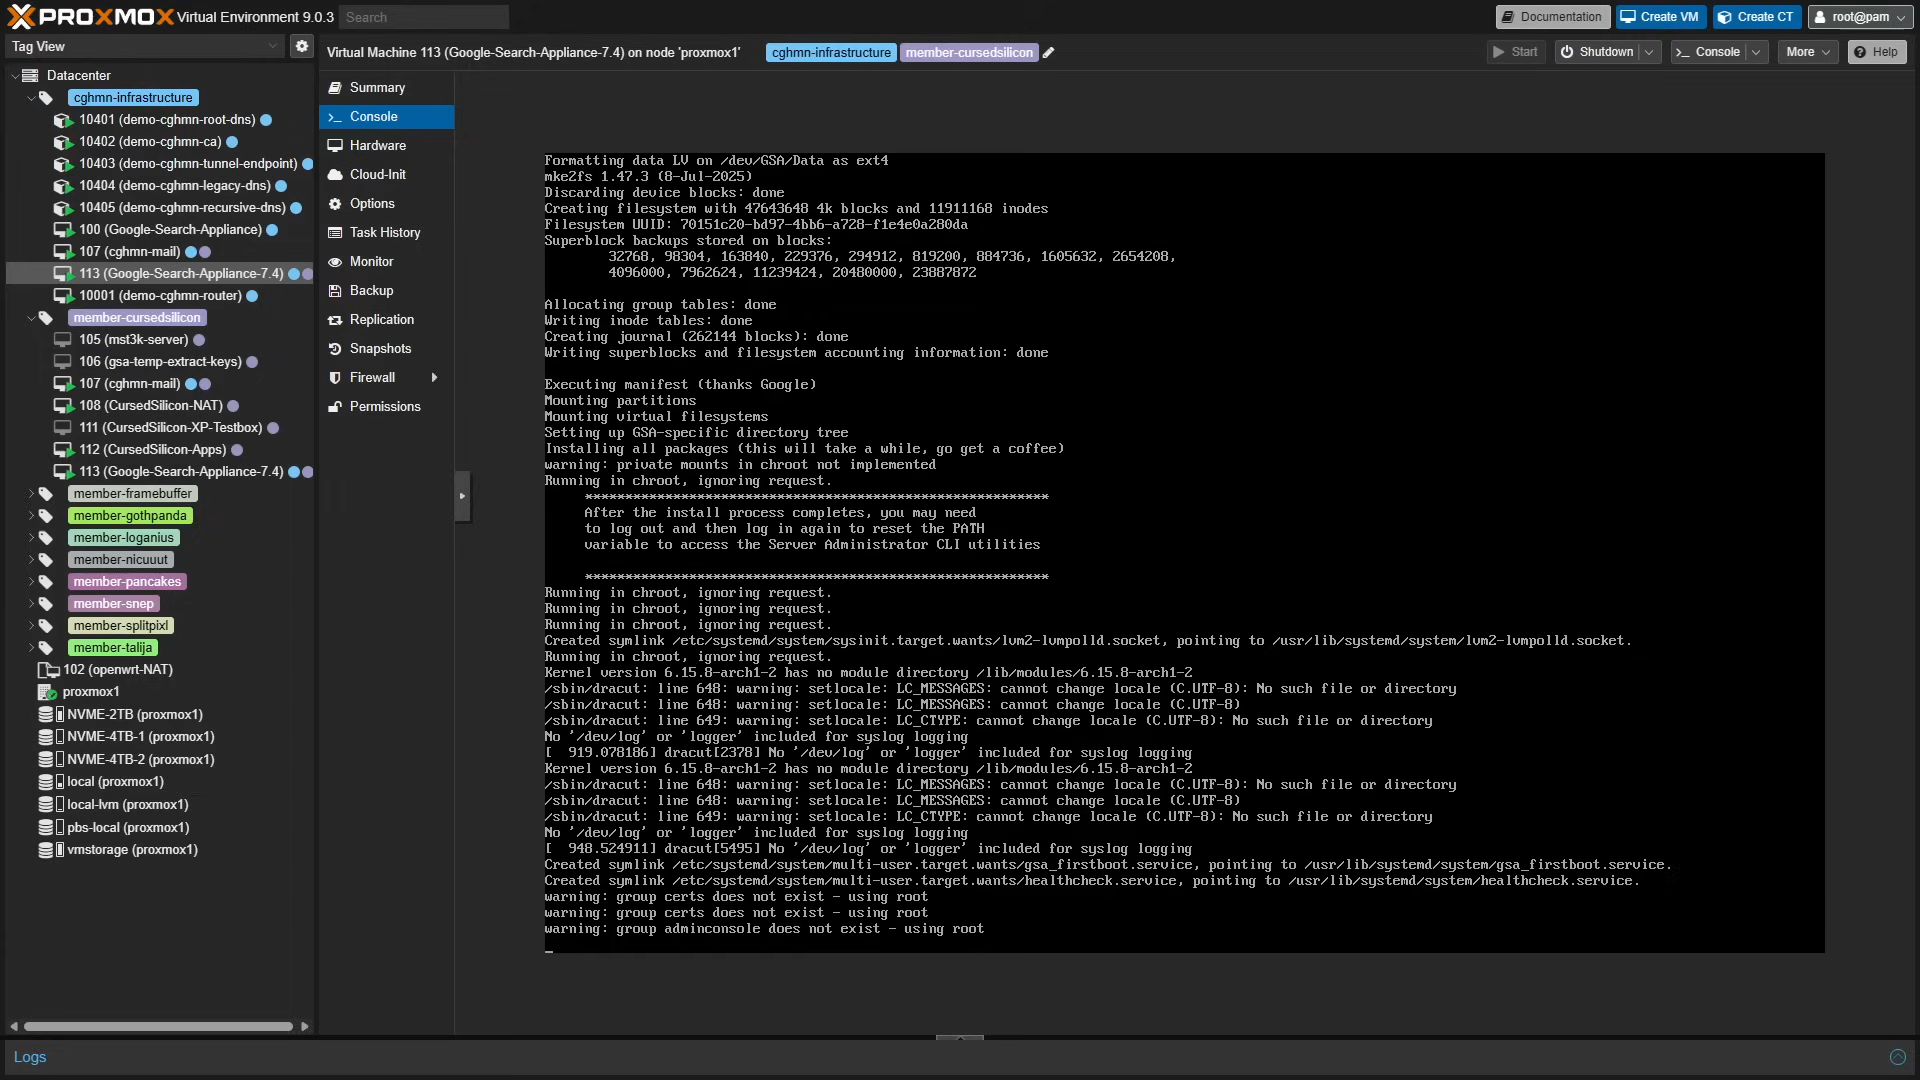 PROXMOX Virtual Environment 9.0.3
Search
Documentation
Create VM
Create CT
root@pam
Tag View
Virtual Machine 113 (Google-Search-Appliance-7.4) on node 'proxmox1'
cghmn-infrastructure
member-cursedsilicon
Start
Shutdown
Console
More
Help
Datacenter
cghmn-infrastructure
10401 (demo-cghmn-root-dns)
10402 (demo-cghmn-ca)
10403 (demo-cghmn-tunnel-endpoint)
10404 (demo-cghmn-legacy-dns)
10405 (demo-cghmn-recursive-dns)
100 (Google-Search-Appliance)
107 (cghmn-mail)
113 (Google-Search-Appliance-7.4)
10001 (demo-cghmn-router)
member-cursedsilicon
105 (mst3k-server)
106 (gsa-temp-extract-keys)
107 (cghmn-mail)
108 (CursedSilicon-NAT)
111 (CursedSilicon-XP-Testbox)
112 (CursedSilicon-Apps)
113 (Google-Search-Appliance-7.4)
member-framebuffer
member-gothpanda
member-loganius
member-nicuuut
member-pancakes
member-snep
member-splitpixl
member-talija
102 (openwrt-NAT)
proxmox1
NVME-2TB (proxmox1)
NVME-4TB-1 (proxmox1)
NVME-4TB-2 (proxmox1)
local (proxmox1)
local-lvm (proxmox1)
pbs-local (proxmox1)
vmstorage (proxmox1)
Summary
Console
Hardware
Cloud-Init
Options
Task History
Monitor
Backup
Replication
Snapshots
Firewall
Permissions
Formatting data LV on /dev/GSA/Data as ext4
mke2fs 1.47.3 (8-Jul-2025)
Discarding device blocks: done
Creating filesystem with 47643648 4k blocks and 11911168 inodes
Filesystem UUID: 70151c20-bd97-4bb6-a728-f1e4e0a280da
Superblock backups stored on blocks:
32768, 98304, 163840, 229376, 294912, 819200, 884736, 1605632, 2654208,
4096000, 7962624, 11239424, 20480000, 23887872
Allocating group tables: done
Writing inode tables: done
Creating journal (262144 blocks): done
Writing superblocks and filesystem accounting information: done
Executing manifest (thanks Google)
Mounting partitions
Mounting virtual filesystems
Setting up GSA-specific directory tree
Installing all packages (this will take a while, go get a coffee)
warning: private mounts in chroot not implemented
Running in chroot, ignoring request.
**********************************************************
After the install process completes, you may need
to log out and then log in again to reset the PATH
variable to access the Server Administrator CLI utilities
**********************************************************
Running in chroot, ignoring request.
Running in chroot, ignoring request.
Running in chroot, ignoring request.
Created symlink /etc/systemd/system/sysinit.target.wants/lvm2-lvmpolld.socket, pointing to /usr/lib/systemd/system/lvm2-lvmpolld.socket.
Running in chroot, ignoring request.
Kernel version 6.15.8-arch1-2 has no module directory /lib/modules/6.15.8-arch1-2
/sbin/dracut: line 648: warning: setlocale: LC_MESSAGES: cannot change locale (C.UTF-8): No such file or directory
/sbin/dracut: line 648: warning: setlocale: LC_MESSAGES: cannot change locale (C.UTF-8)
/sbin/dracut: line 649: warning: setlocale: LC_CTYPE: cannot change locale (C.UTF-8): No such file or directory
No '/dev/log' or 'logger' included for syslog logging
[  919.078186] dracut[2378] No '/dev/log' or 'logger' included for syslog logging
Kernel version 6.15.8-arch1-2 has no module directory /lib/modules/6.15.8-arch1-2
/sbin/dracut: line 648: warning: setlocale: LC_MESSAGES: cannot change locale (C.UTF-8): No such file or directory
/sbin/dracut: line 648: warning: setlocale: LC_MESSAGES: cannot change locale (C.UTF-8)
/sbin/dracut: line 649: warning: setlocale: LC_CTYPE: cannot change locale (C.UTF-8): No such file or directory
No '/dev/log' or 'logger' included for syslog logging
[  948.524911] dracut[5495] No '/dev/log' or 'logger' included for syslog logging
Created symlink /etc/systemd/system/multi-user.target.wants/gsa_firstboot.service, pointing to /usr/lib/systemd/system/gsa_firstboot.service.
Created symlink /etc/systemd/system/multi-user.target.wants/healthcheck.service, pointing to /usr/lib/systemd/system/healthcheck.service.
warning: group certs does not exist - using root
warning: group certs does not exist - using root
warning: group adminconsole does not exist - using root
Logs